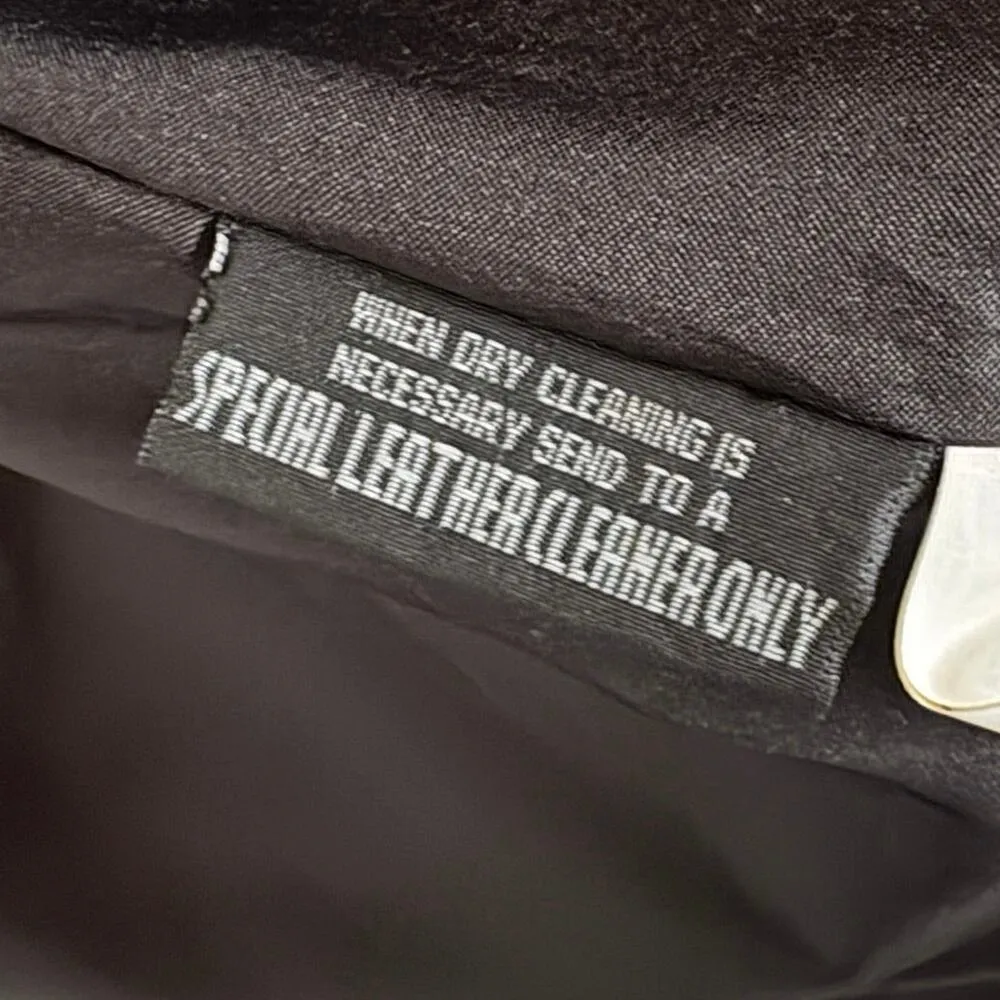 WHEN DRY CLEANING IS
NECESSARY SEND TO A
SPECIAL LEATHER CLEANER ONLY